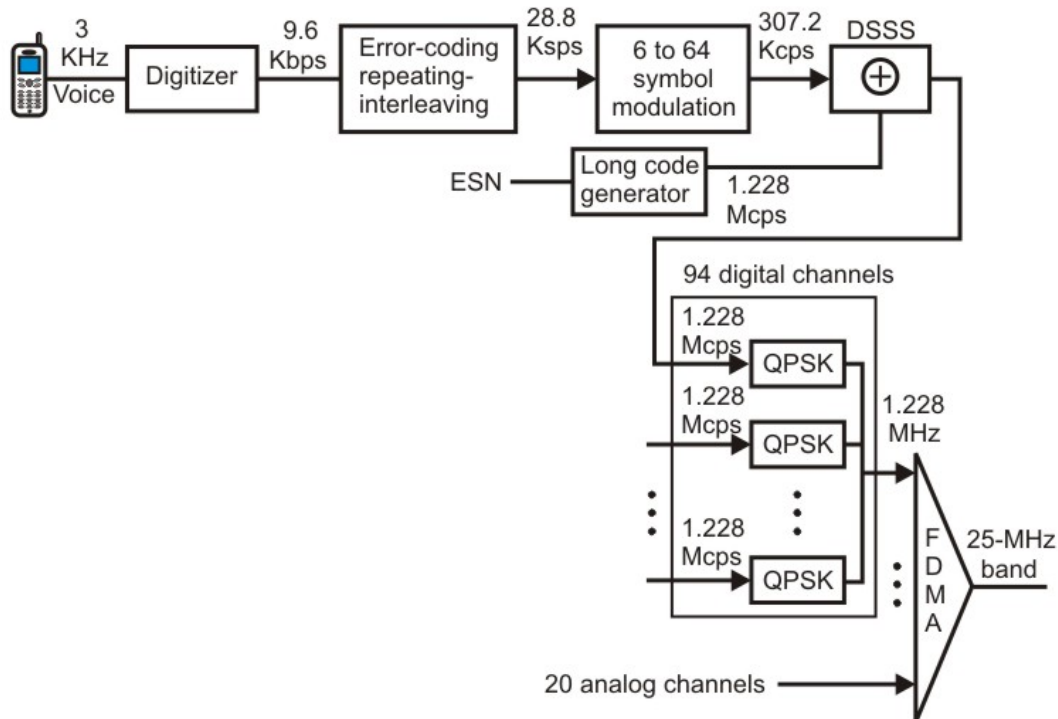 3
KHz
Voice
Digitizer
9.6
Kbps
Error-coding
repeating-
interleaving
28.8
Ksps
6 to 64
symbol
modulation
307.2
Kcps
DSSS
ESN
Long code
generator
1.228
Mcps
94 digital channels
1.228
Mcps
QPSK
1.228
Mcps
QPSK
1.228
Mcps
QPSK
1.228
MHz
F
D
M
A
25-MHz
band
20 analog channels